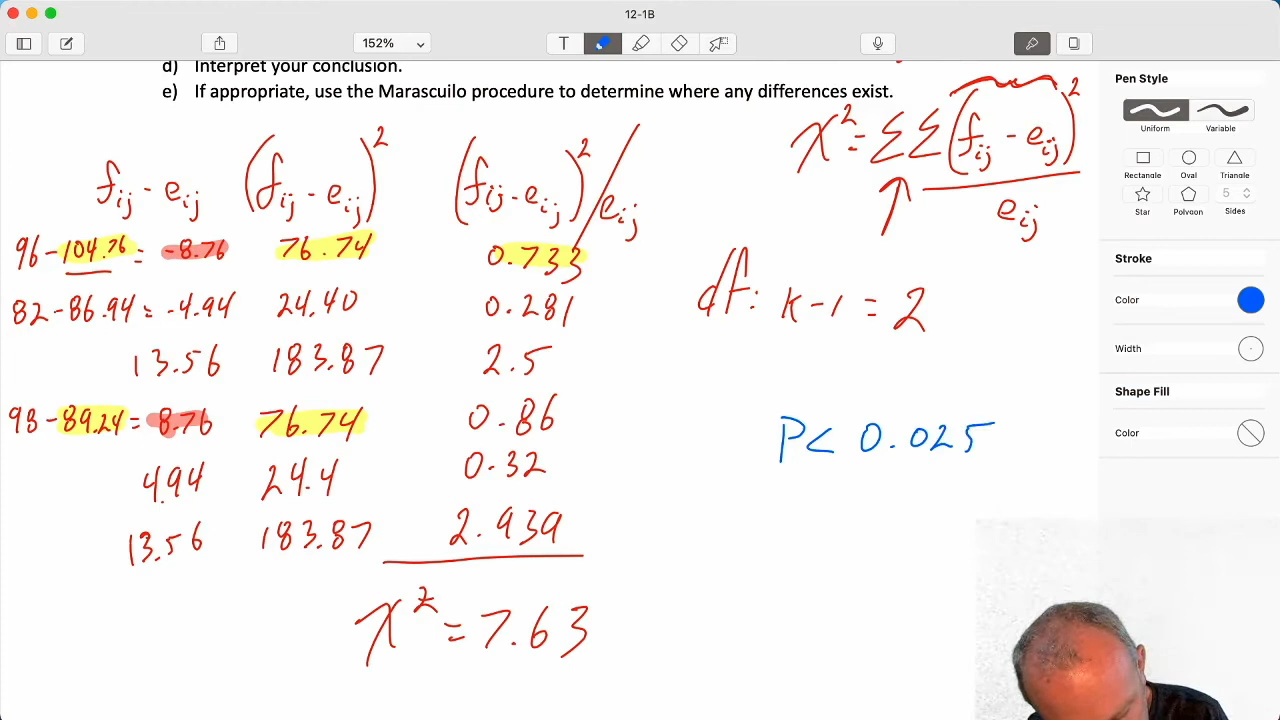 12-1B
152%
T
d) Interpret your conclusion.
e) If appropriate, use the Marascuilo procedure to determine where any differences exist.
χ² = ΣΣ (fij - eij)² / eij
fij - eij (fij - eij)² (fij - eij)² / eij
96 - 104.76 = -8.76 76.74 0.733
82 - 86.94 = -4.94 24.40 0.281
13.56 183.87 2.5
98 - 89.24 = 8.76 76.74 0.86
4.94 24.4 0.32
13.56 183.87 2.939
χ² = 7.63
df: k - 1 = 2
P < 0.025
Pen Style
Uniform Variable
Rectangle Oval Triangle
5
Star Polygon Sides
Stroke
Color
Width
Shape Fill
Color